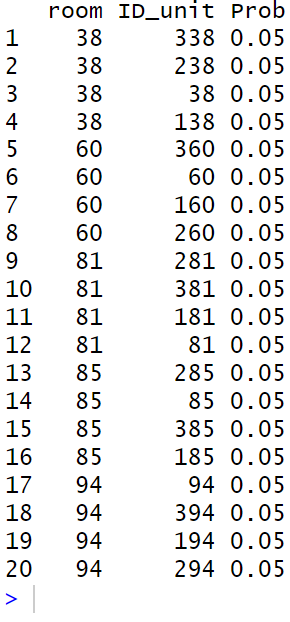 room ID_unit Prob
1 38 338 0.05
2 38 238 0.05
3 38 38 0.05
4 38 138 0.05
5 60 360 0.05
6 60 60 0.05
7 60 160 0.05
8 60 260 0.05
9 81 281 0.05
10 81 381 0.05
11 81 181 0.05
12 81 81 0.05
13 85 285 0.05
14 85 85 0.05
15 85 385 0.05
16 85 185 0.05
17 94 94 0.05
18 94 394 0.05
19 94 194 0.05
20 94 294 0.05
>